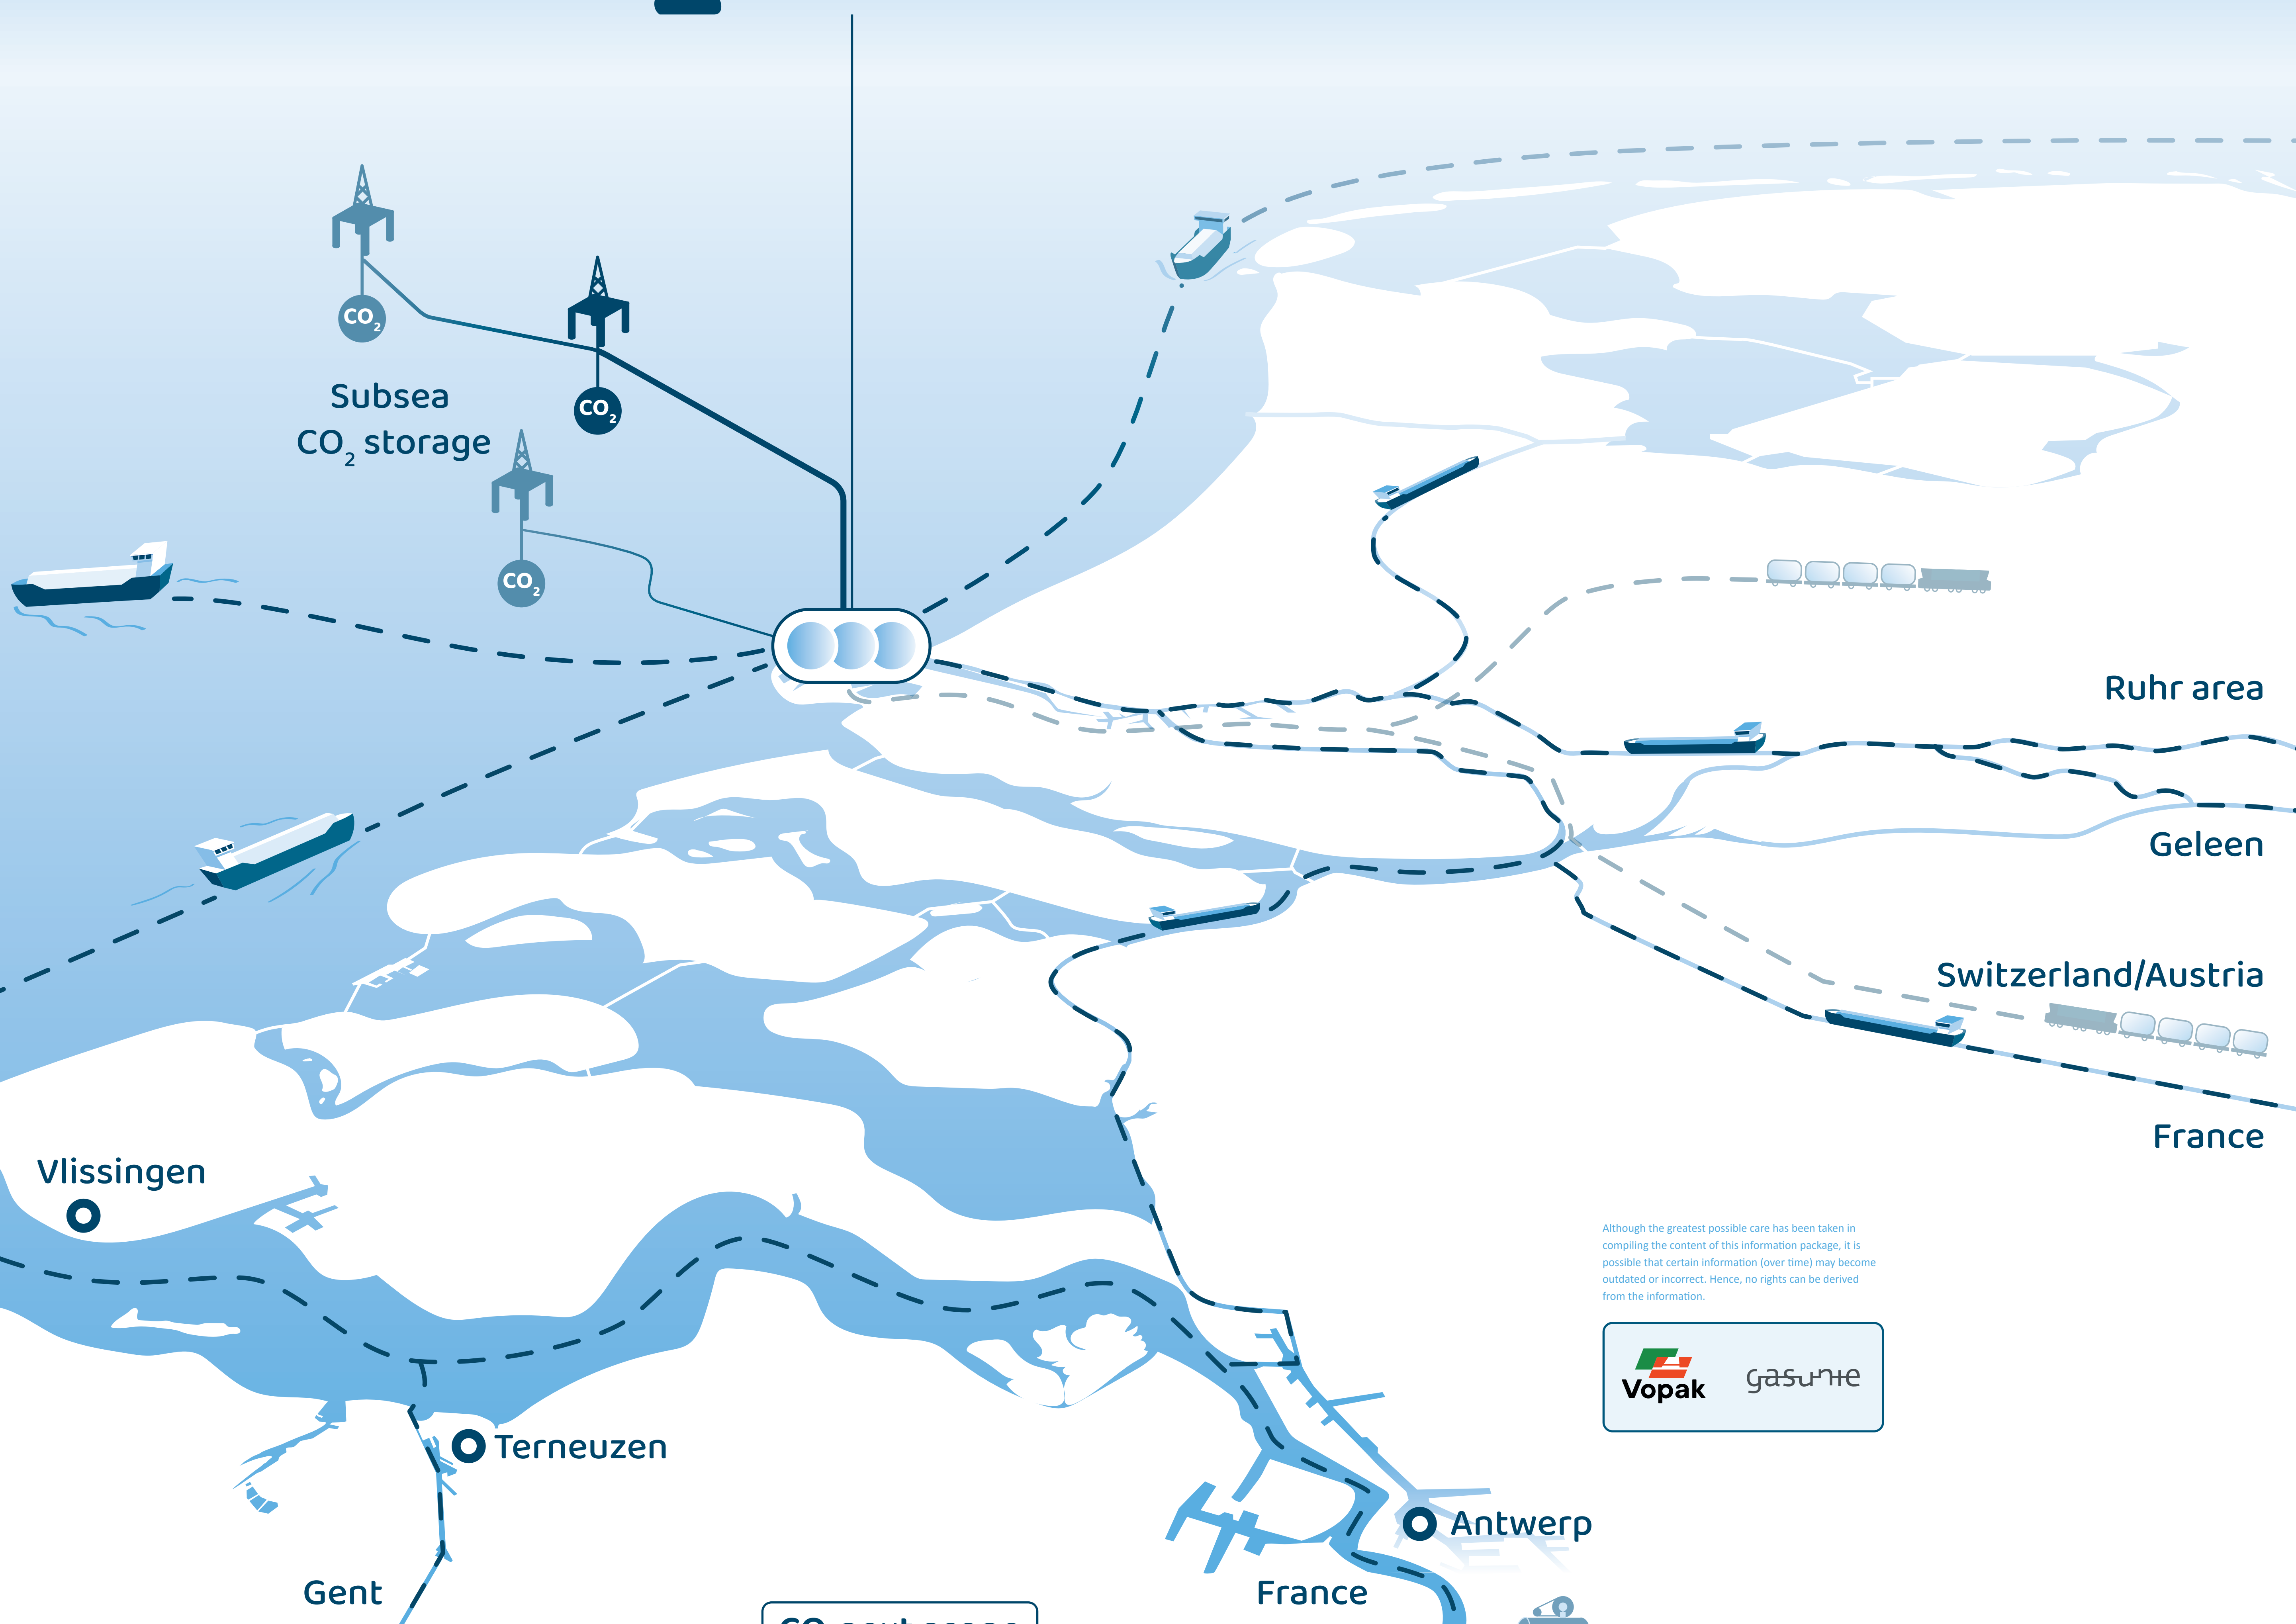 CO2
CO2
Subsea
CO2 storage
CO2
Ruhr area
Geleen
Switzerland/Austria
France
Vlissingen
Although the greatest possible care has been taken in
compiling the content of this information package, it is
possible that certain information (over time) may become
outdated or incorrect. Hence, no rights can be derived
from the information.
Vopak
gasunie
Terneuzen
Antwerp
Gent
France